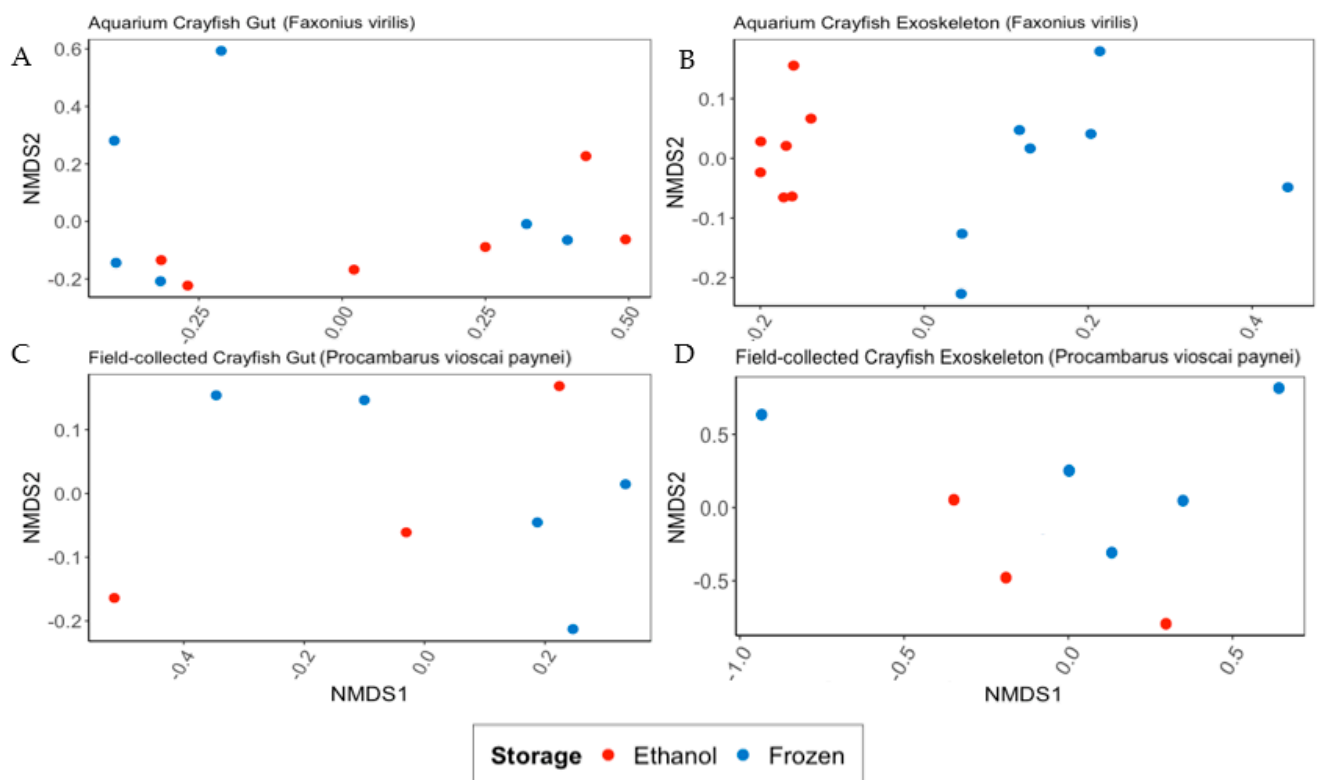 Aquarium Crayfish Gut (Faxonius virilis)
A
NMDS2
0.6
0.4
0.2
0.0
-0.2
-0.25
0.00
0.25
0.50
Aquarium Crayfish Exoskeleton (Faxonius virilis)
B
NMDS2
0.1
0.0
-0.1
-0.2
-0.2
0.0
0.2
0.4
C
Field-collected Crayfish Gut (Procambarus vioscai paynei)
NMDS2
0.1
0.0
-0.1
-0.2
-0.4
-0.2
0.0
0.2
NMDS1
D
Field-collected Crayfish Exoskeleton (Procambarus vioscai paynei)
NMDS2
0.5
0.0
-0.5
-1.0
-0.5
0.0
0.5
NMDS1
Storage Ethanol Frozen